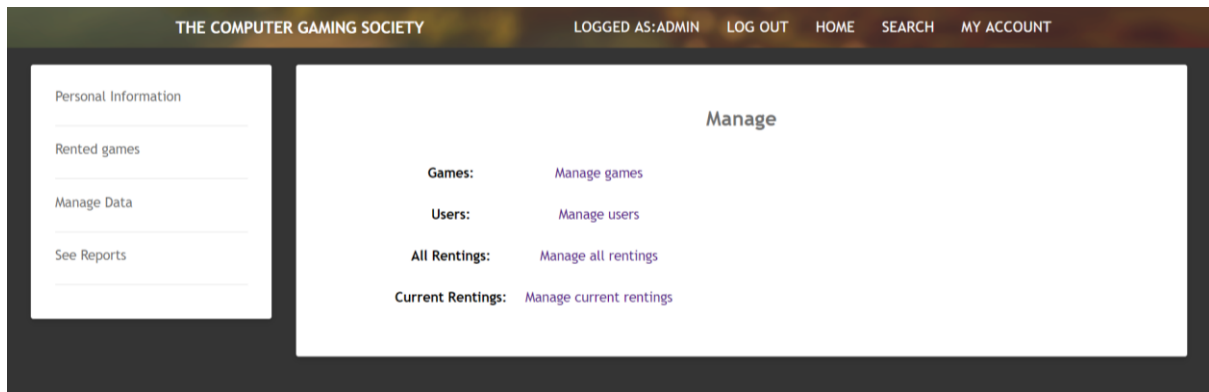 THE COMPUTER GAMING SOCIETY LOGGED AS:ADMIN LOG OUT HOME SEARCH MY ACCOUNT
Personal Information
Rented games
Manage Data
See Reports
Manage
Games: Manage games
Users: Manage users
All Rentings: Manage all rentings
Current Rentings: Manage current rentings